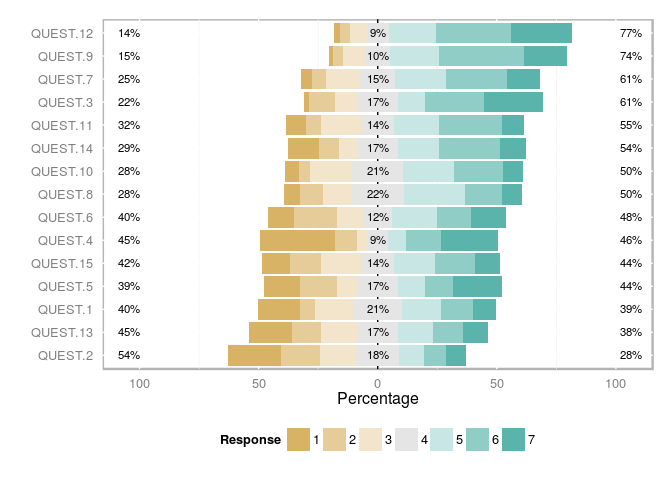 QUEST.12 14% 9% 77%
QUEST.9 15% 10% 74%
QUEST.7 25% 15% 61%
QUEST.3 22% 17% 61%
QUEST.11 32% 14% 55%
QUEST.14 29% 17% 54%
QUEST.10 28% 21% 50%
QUEST.8 28% 22% 50%
QUEST.6 40% 12% 48%
QUEST.4 45% 9% 46%
QUEST.15 42% 14% 44%
QUEST.5 39% 17% 44%
QUEST.1 40% 21% 39%
QUEST.13 45% 17% 38%
QUEST.2 54% 18% 28%
100 50 0 50 100
Percentage
Response 1 2 3 4 5 6 7